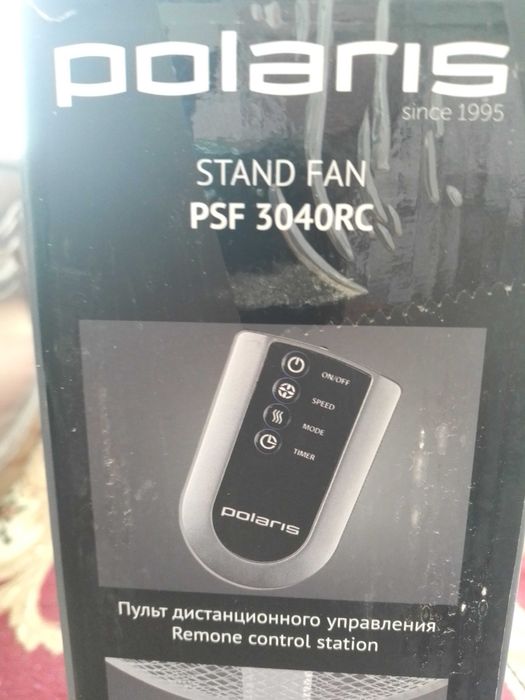 polaris
since 1995
STAND FAN
PSF 3040RC
ON/OFF
SPEED
MODE
TIMER
polaris
Пульт дистанционного управления
Remone control station